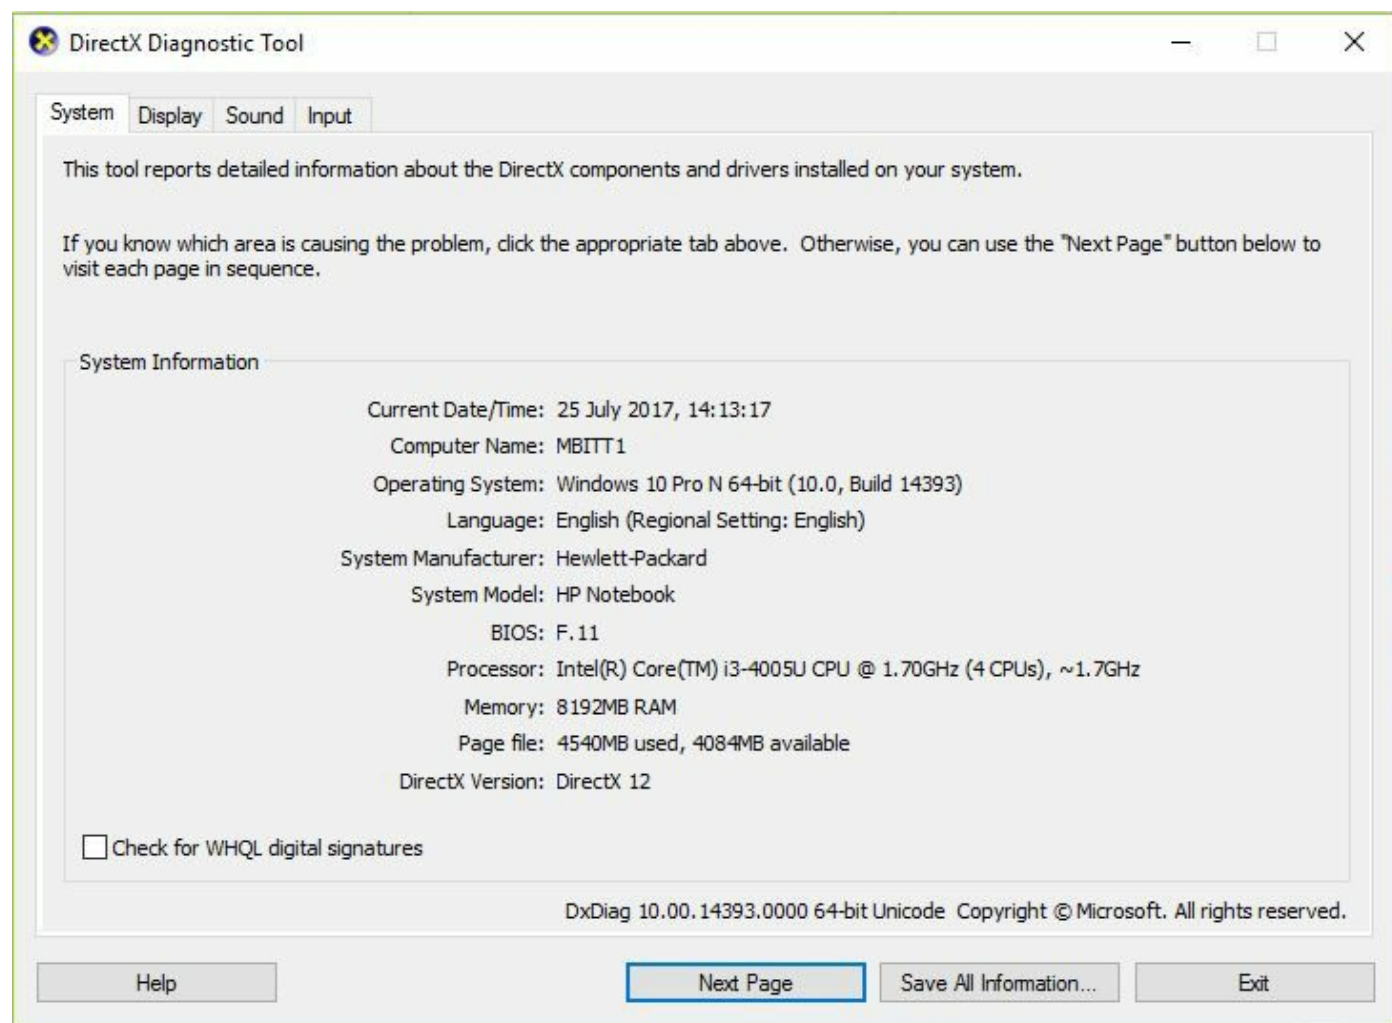 DirectX Diagnostic Tool
System Display Sound Input
This tool reports detailed information about the DirectX components and drivers installed on your system.
If you know which area is causing the problem, click the appropriate tab above.  Otherwise, you can use the "Next Page" button below to
visit each page in sequence.
System Information
Current Date/Time: 25 July 2017, 14:13:17
Computer Name: MBITT1
Operating System: Windows 10 Pro N 64-bit (10.0, Build 14393)
Language: English (Regional Setting: English)
System Manufacturer: Hewlett-Packard
System Model: HP Notebook
BIOS: F.11
Processor: Intel(R) Core(TM) i3-4005U CPU @ 1.70GHz (4 CPUs), ~1.7GHz
Memory: 8192MB RAM
Page file: 4540MB used, 4084MB available
DirectX Version: DirectX 12
Check for WHQL digital signatures
DxDiag 10.00.14393.0000 64-bit Unicode  Copyright © Microsoft. All rights reserved.
Help Next Page Save All Information... Exit